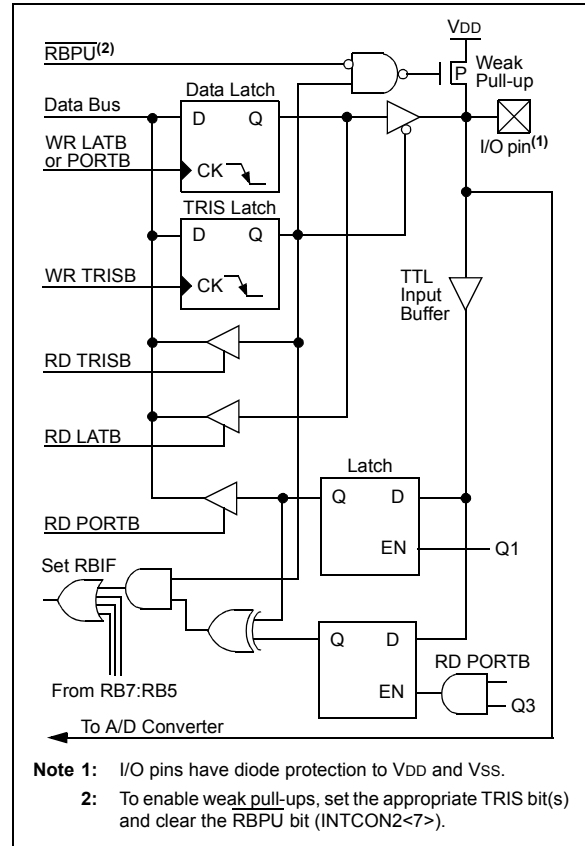 VDD
RBPU(2)
Weak
Pull-up
P
Data Latch
Data Bus
D Q
I/O pin(1)
WR LATB
or PORTB
CK
TRIS Latch
D Q
WR TRISB
CK
TTL
Input
Buffer
RD TRISB
RD LATB
Latch
Q D
RD PORTB
EN
Q1
Set RBIF
Q D
RD PORTB
EN
Q3
From RB7:RB5
To A/D Converter
Note 1: I/O pins have diode protection to VDD and VSS.
2: To enable weak pull-ups, set the appropriate TRIS bit(s)
and clear the RBPU bit (INTCON2<7>).